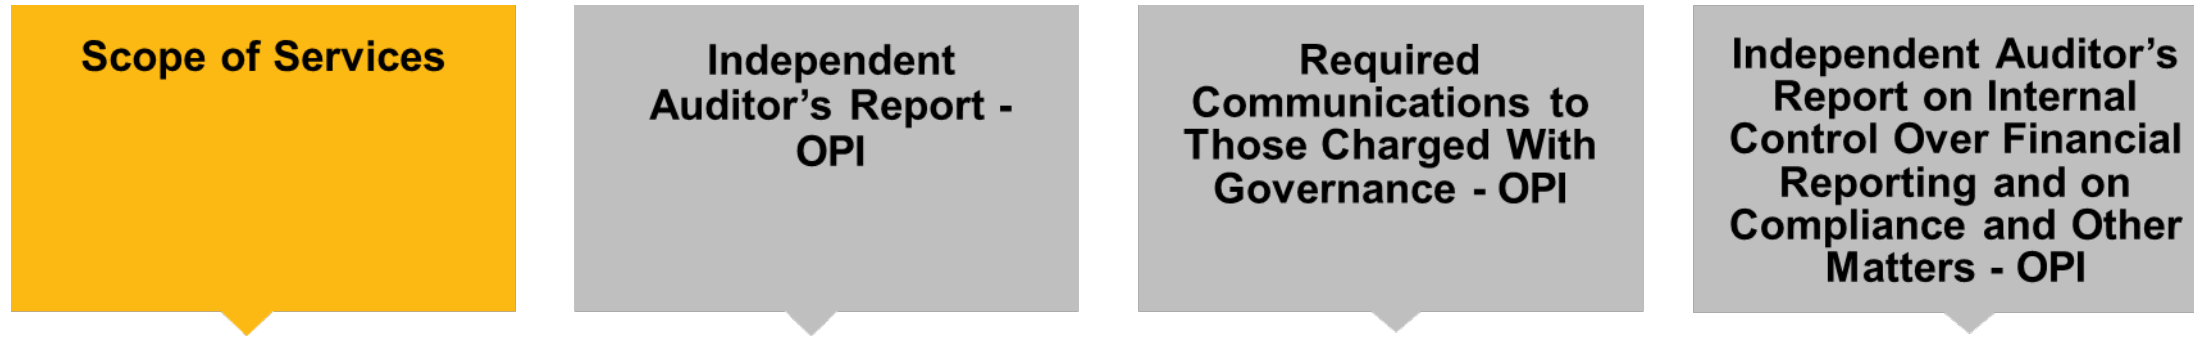 Scope of Services
Independent
Auditor’s Report -
OPI
Required
Communications to
Those Charged With
Governance - OPI
Independent Auditor’s
Report on Internal
Control Over Financial
Reporting and on
Compliance and Other
Matters - OPI